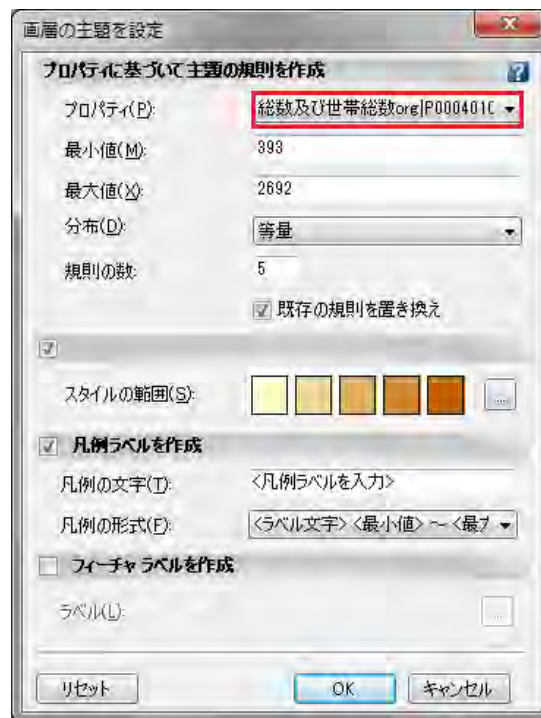 画層の主題を設定
プロパティに基づいて主題の規則を作成
プロパティ(P): 総数及び世帯総数org|P0004010
最小値(M): 393
最大値(X): 2692
分布(D): 等量
規則の数: 5
既存の規則を置き換え
スタイルの範囲(S): ...
凡例ラベルを作成
凡例の文字(T): <凡例ラベルを入力>
凡例の形式(F): <ラベル文字> <最小値> ~ <最
フィーチャ ラベルを作成
ラベル(L): ...
リセット OK キャンセル